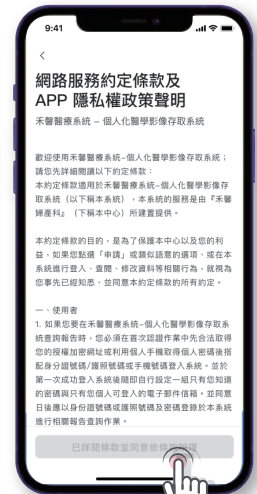 9:41
網路服務約定條款及
APP 隱私權政策聲明
禾馨醫療系統 – 個人化醫學影像存取系統
歡迎使用禾馨醫療系統–個人化醫學影像存取系統；
請您先詳細閱讀以下的約定條款：
本約定條款適用於禾馨醫療系統–個人化醫學影像存
取系統（以下稱本系統），本系統的服務是由『禾馨
婦產科』（下稱本中心）所建置提供。
本約定條款的目的，是為了保護本中心以及您的利
益，如果您點選「申請」或類似語意的選項、或在本
系統進行登入、查閱、修改資料等相關行為，就視為
您事先已經知悉、並同意本約定條款的所有約定。
一、使用者
1. 如果您要在禾馨醫療系統–個人化醫學影像存取系
統查詢報告時，您必須在首次認證作業中先合法取得
您的授權加密網址或利用個人手機取得個人密碼後搭
配身分證號碼/護照號碼或手機號碼登入系統。並於
第一次成功登入系統後隨即自行設定一組只有您知道
的密碼與只有您個人可登入的電子郵件信箱。並同意
日後應以身份證號碼或護照號碼及密碼登錄於本系統
進行相關報告查詢作業。
已詳閱條款並同意依條款辦理